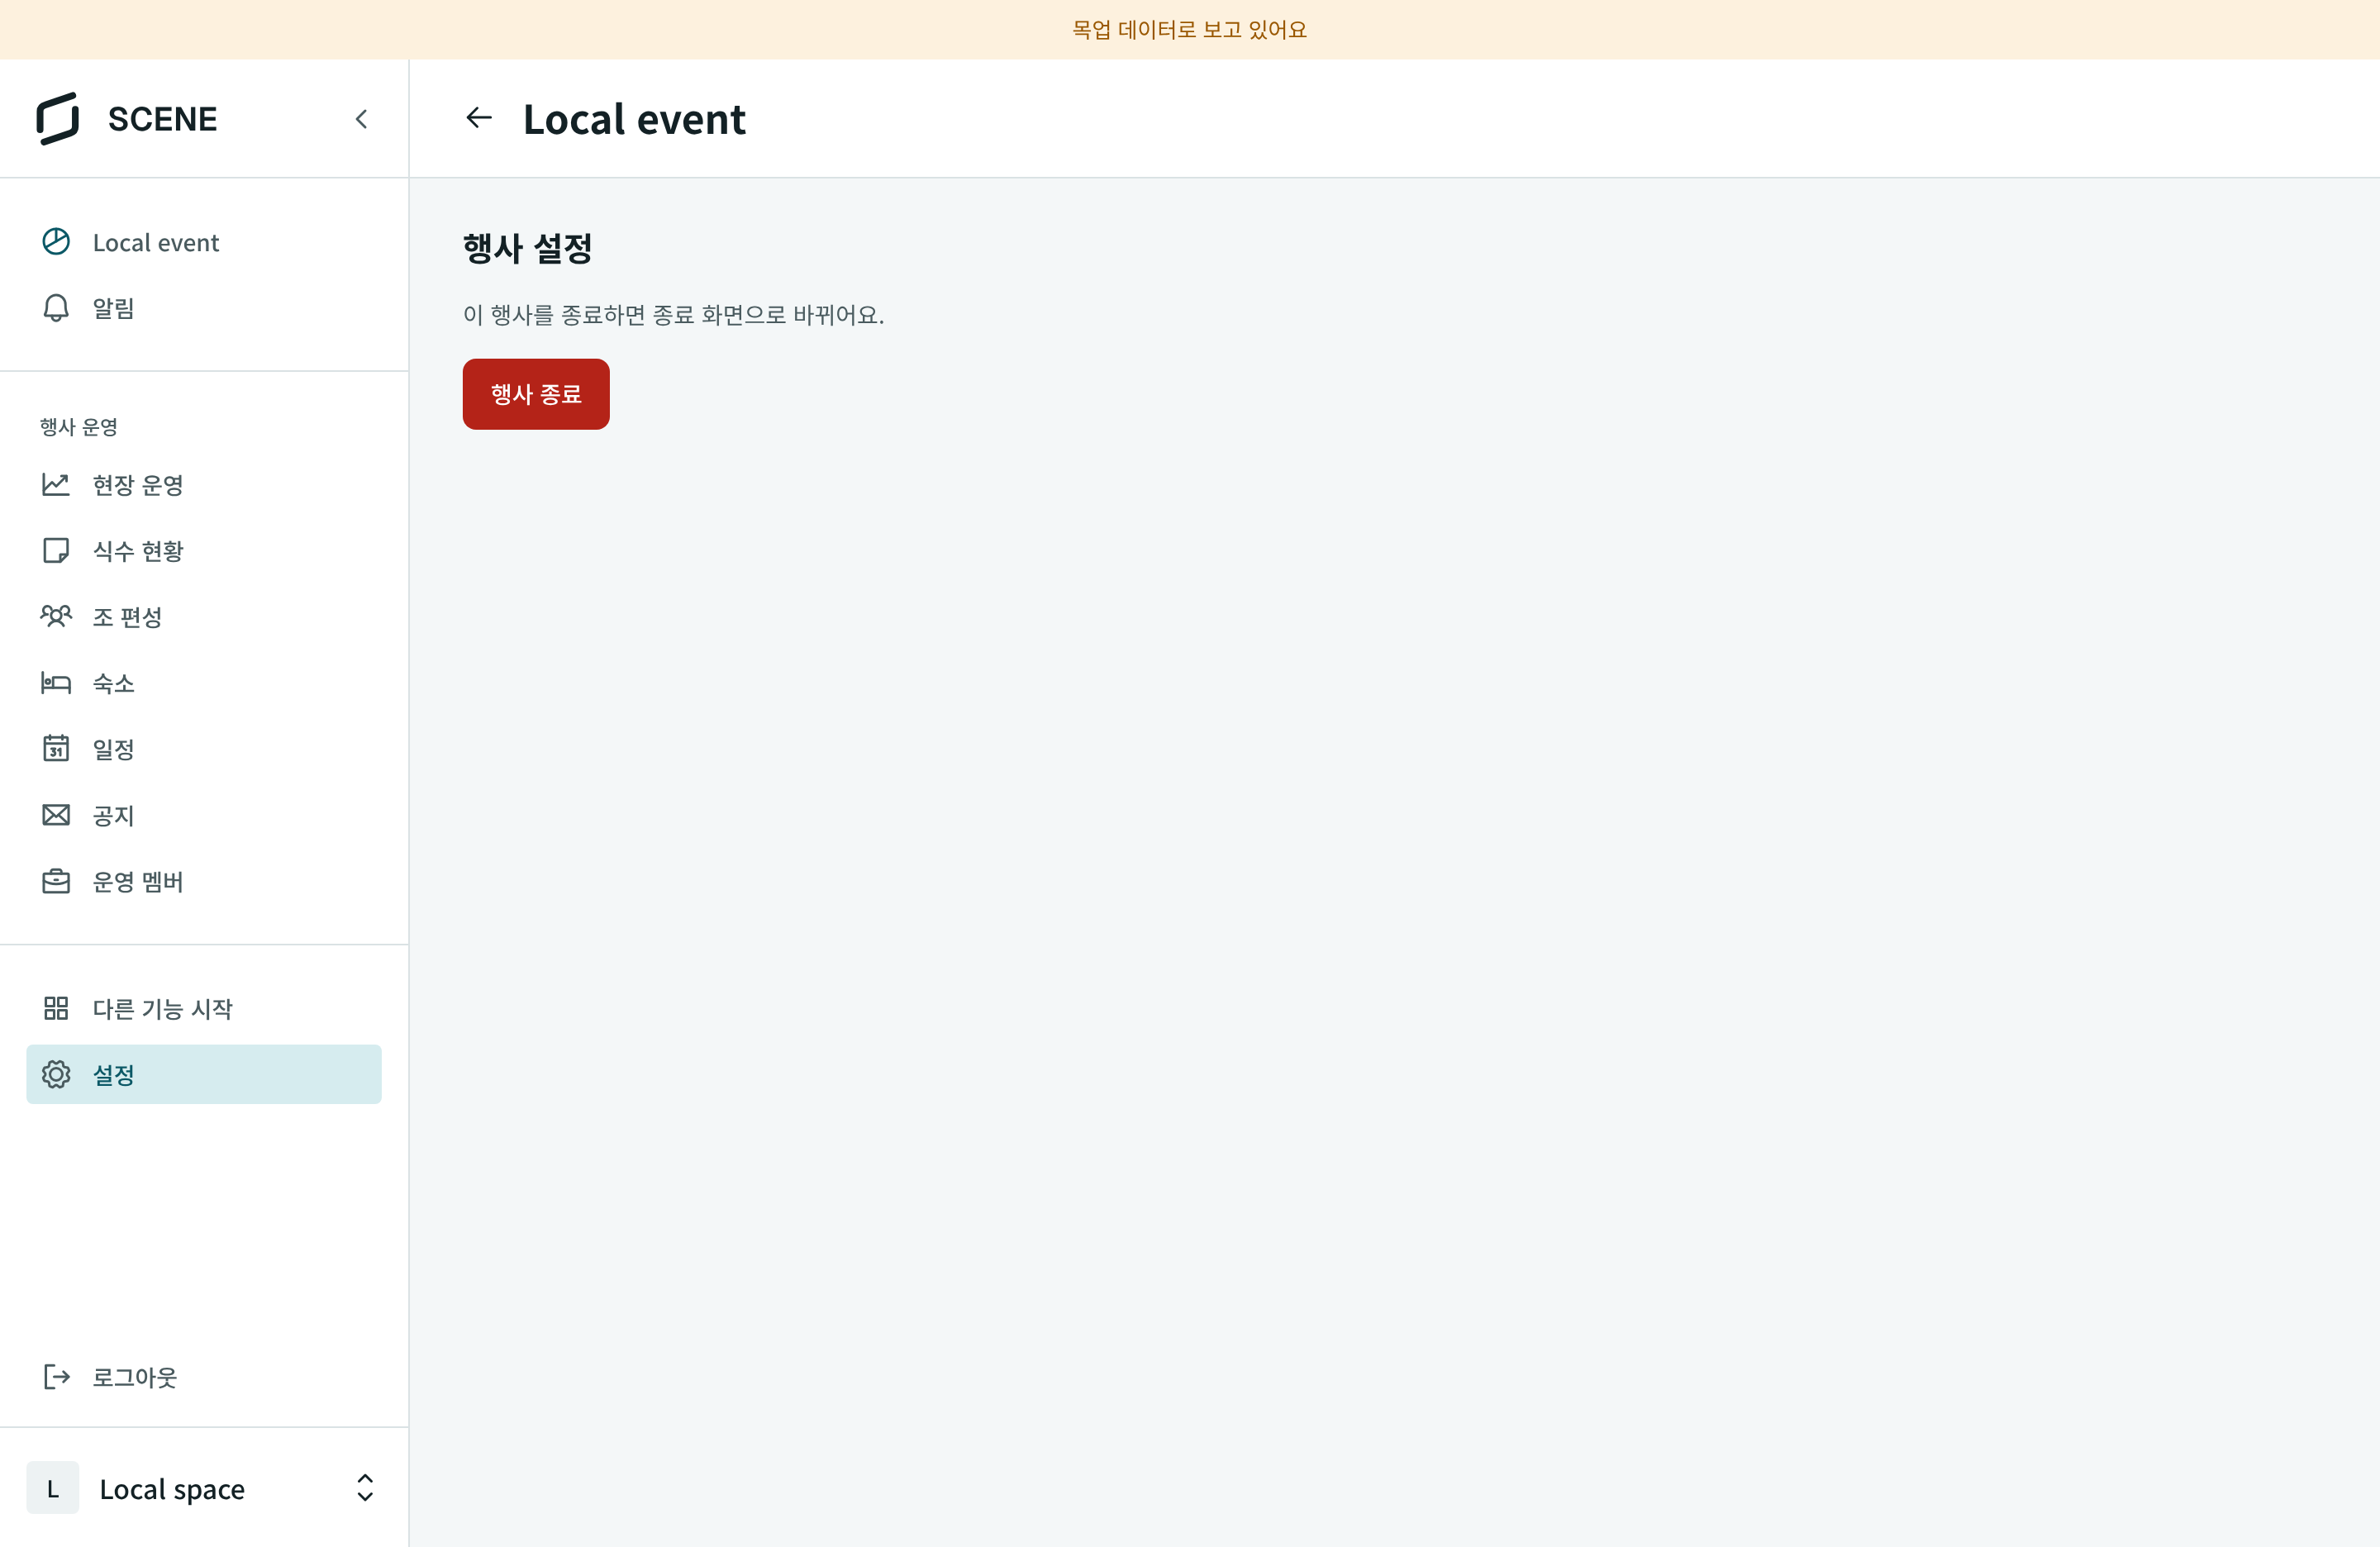 목업 데이터로 보고 있어요
SCENE
Local event
Local event
알림
행사 설정
이 행사를 종료하면 종료 화면으로 바뀌어요.
행사 종료
행사 운영
현장 운영
식수 현황
조 편성
숙소
31
일정
공지
운영 멤버
다른 기능 시작
설정
로그아웃
L
Local space